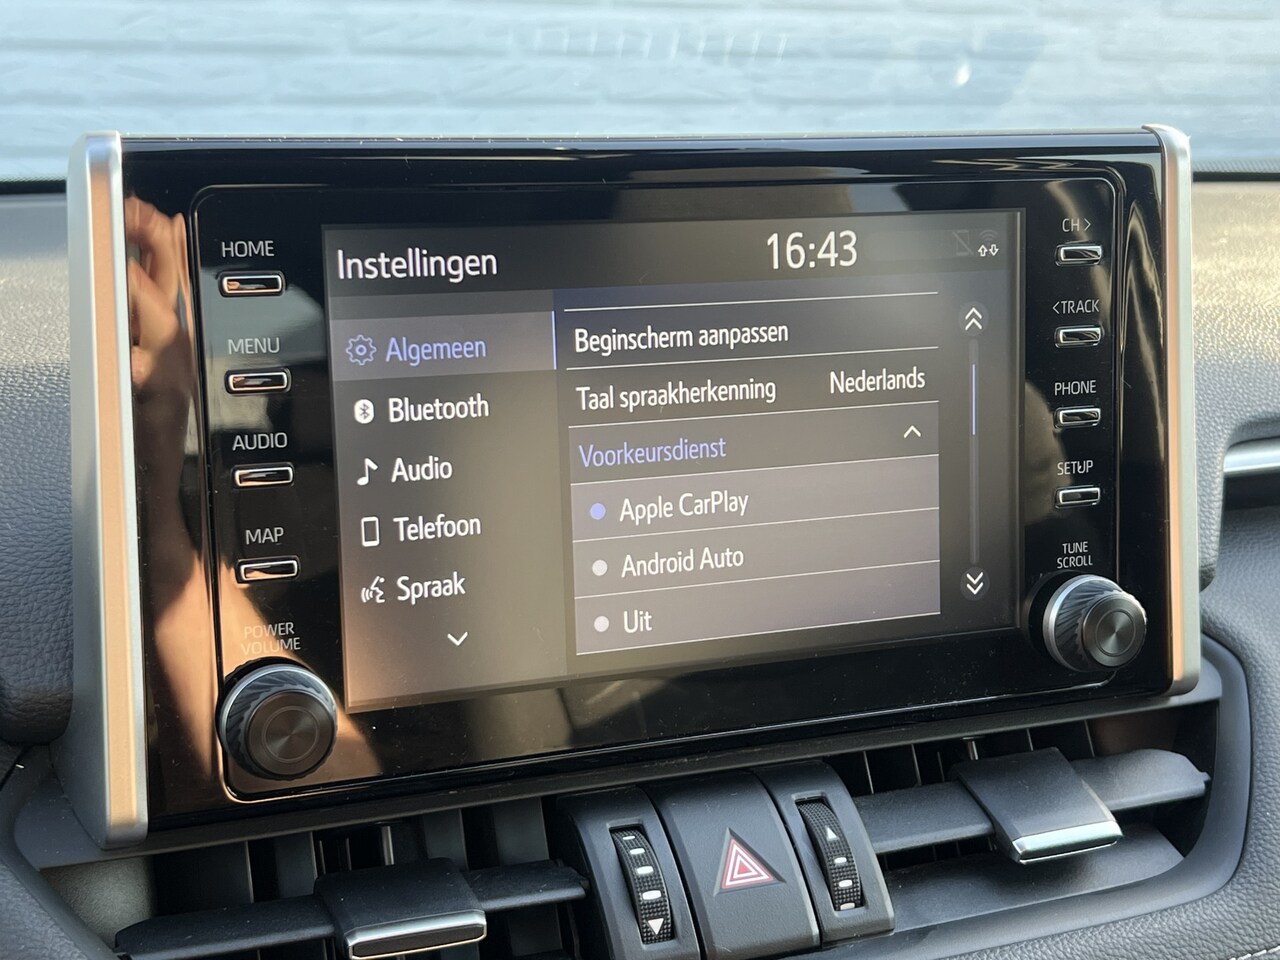 HOME
MENU
AUDIO
MAP
POWER
VOLUME
Instellingen
16:43
Algemeen
Bluetooth
Audio
Telefoon
Spraak
Beginscherm aanpassen
Taal spraakherkenning Nederlands
Voorkeursdienst
Apple CarPlay
Android Auto
Uit
CH >
< TRACK
PHONE
SETUP
TUNE
SCROLL